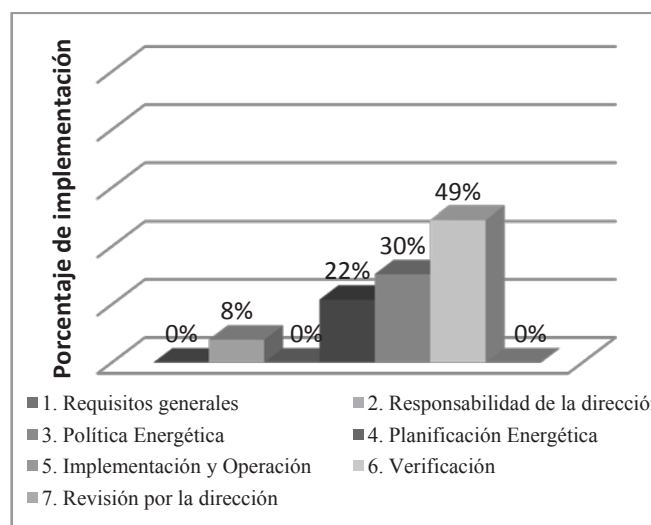 Porcentaje de implementación
0%
8%
0%
22%
30%
49%
0%
1. Requisitos generales
2. Responsabilidad de la direcció
3. Política Energética
4. Planificación Energética
5. Implementación y Operación
6. Verificación
7. Revisión por la dirección